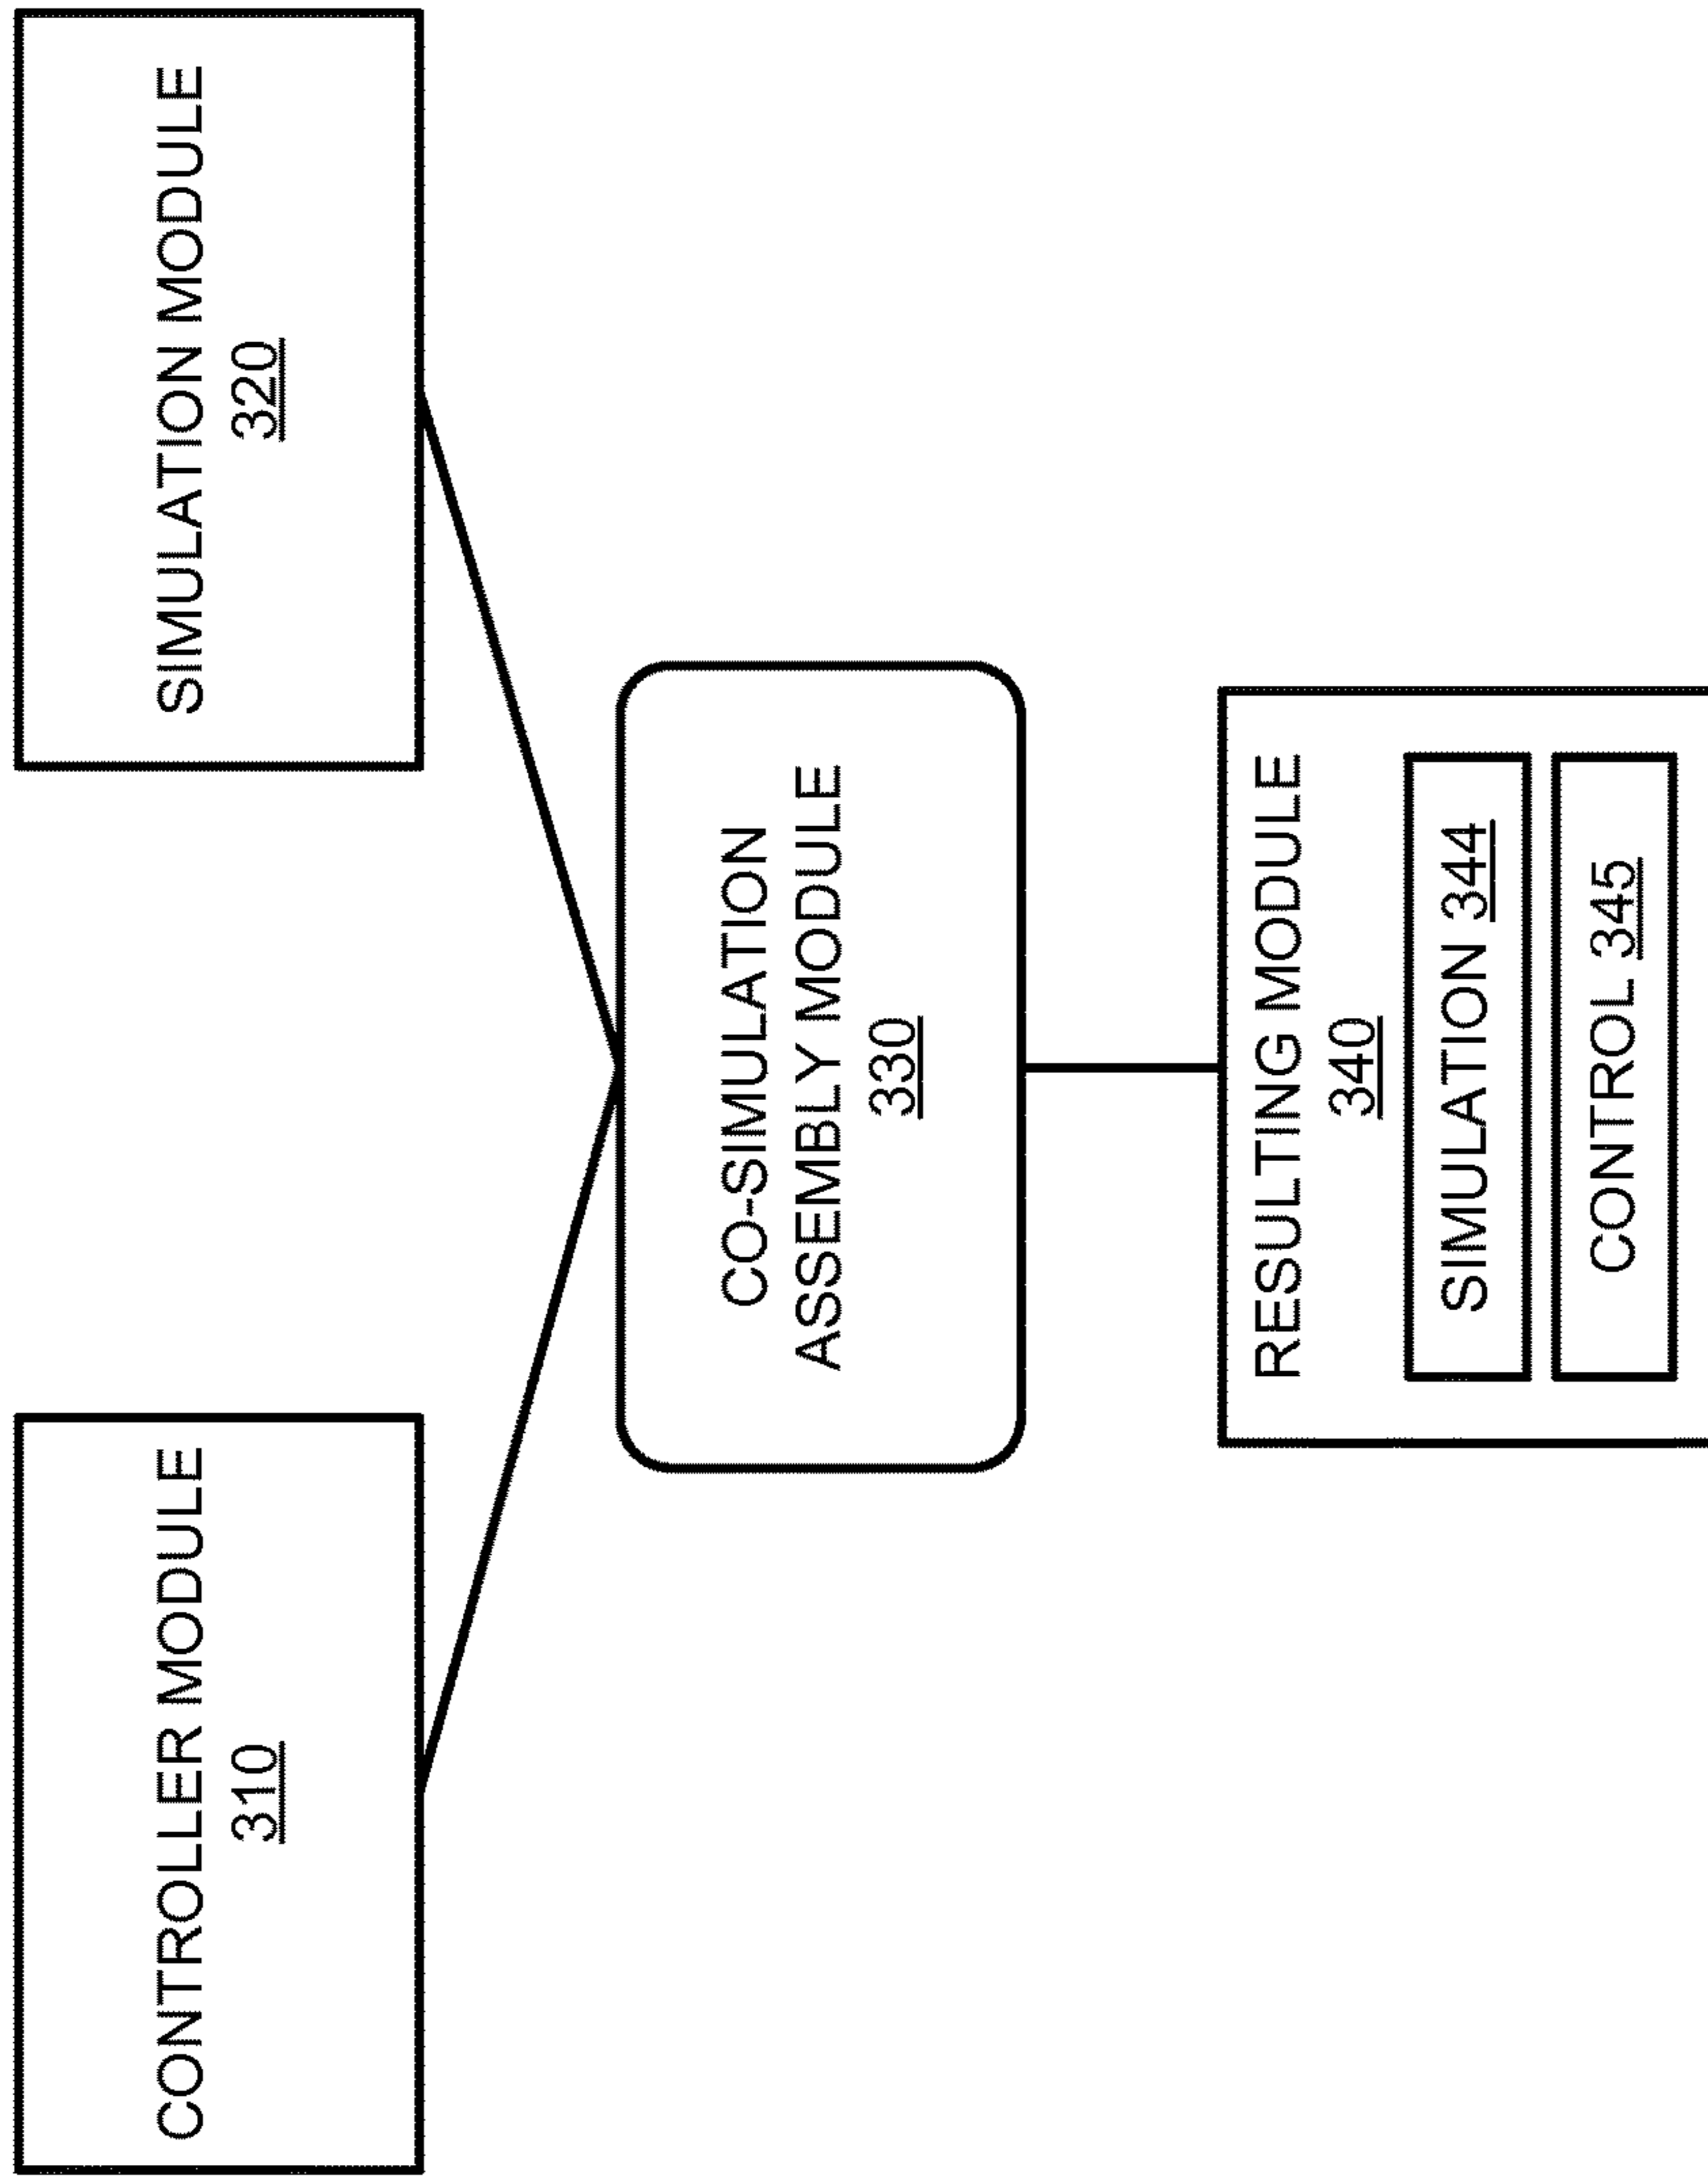 CONTROLLER MODULE
310
SIMULATION MODULE
320
CO-SIMULATION
ASSEMBLY MODULE
330
RESULTING MODULE
340
SIMULATION 344
CONTROL 345